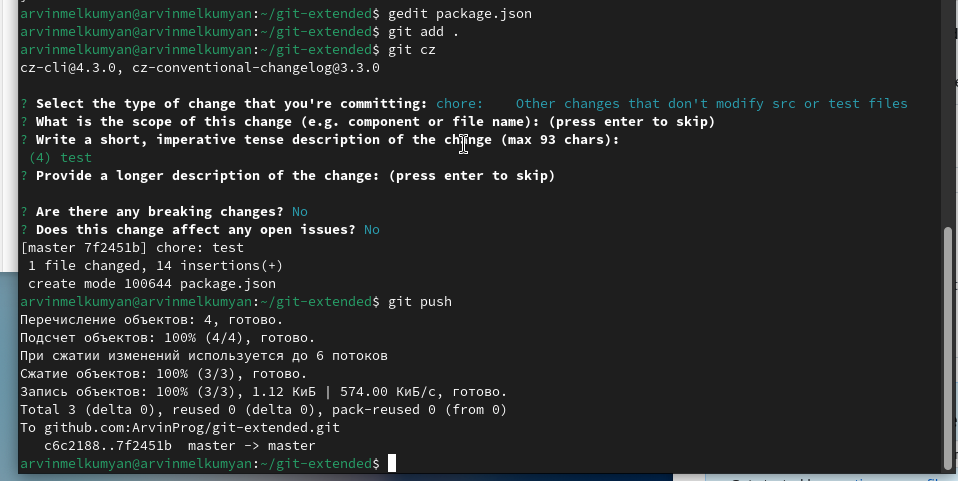 arvinmelkumyan@arvinmelkumyan:~/git-extended$ gedit package.json
arvinmelkumyan@arvinmelkumyan:~/git-extended$ git add .
arvinmelkumyan@arvinmelkumyan:~/git-extended$ git cz
cz-cli@4.3.0, cz-conventional-changelog@3.3.0
? Select the type of change that you're committing: chore:    Other changes that don't modify src or test files
? What is the scope of this change (e.g. component or file name): (press enter to skip)
? Write a short, imperative tense description of the change (max 93 chars):
(4) test
? Provide a longer description of the change: (press enter to skip)
? Are there any breaking changes? No
? Does this change affect any open issues? No
[master 7f2451b] chore: test
1 file changed, 14 insertions(+)
create mode 100644 package.json
arvinmelkumyan@arvinmelkumyan:~/git-extended$ git push
Перечисление объектов: 4, готово.
Подсчет объектов: 100% (4/4), готово.
При сжатии изменений используется до 6 потоков
Сжатие объектов: 100% (3/3), готово.
Запись объектов: 100% (3/3), 1.12 КиБ | 574.00 КиБ/с, готово.
Total 3 (delta 0), reused 0 (delta 0), pack-reused 0 (from 0)
To github.com:ArvinProg/git-extended.git
c6c2188..7f2451b  master -> master
arvinmelkumyan@arvinmelkumyan:~/git-extended$